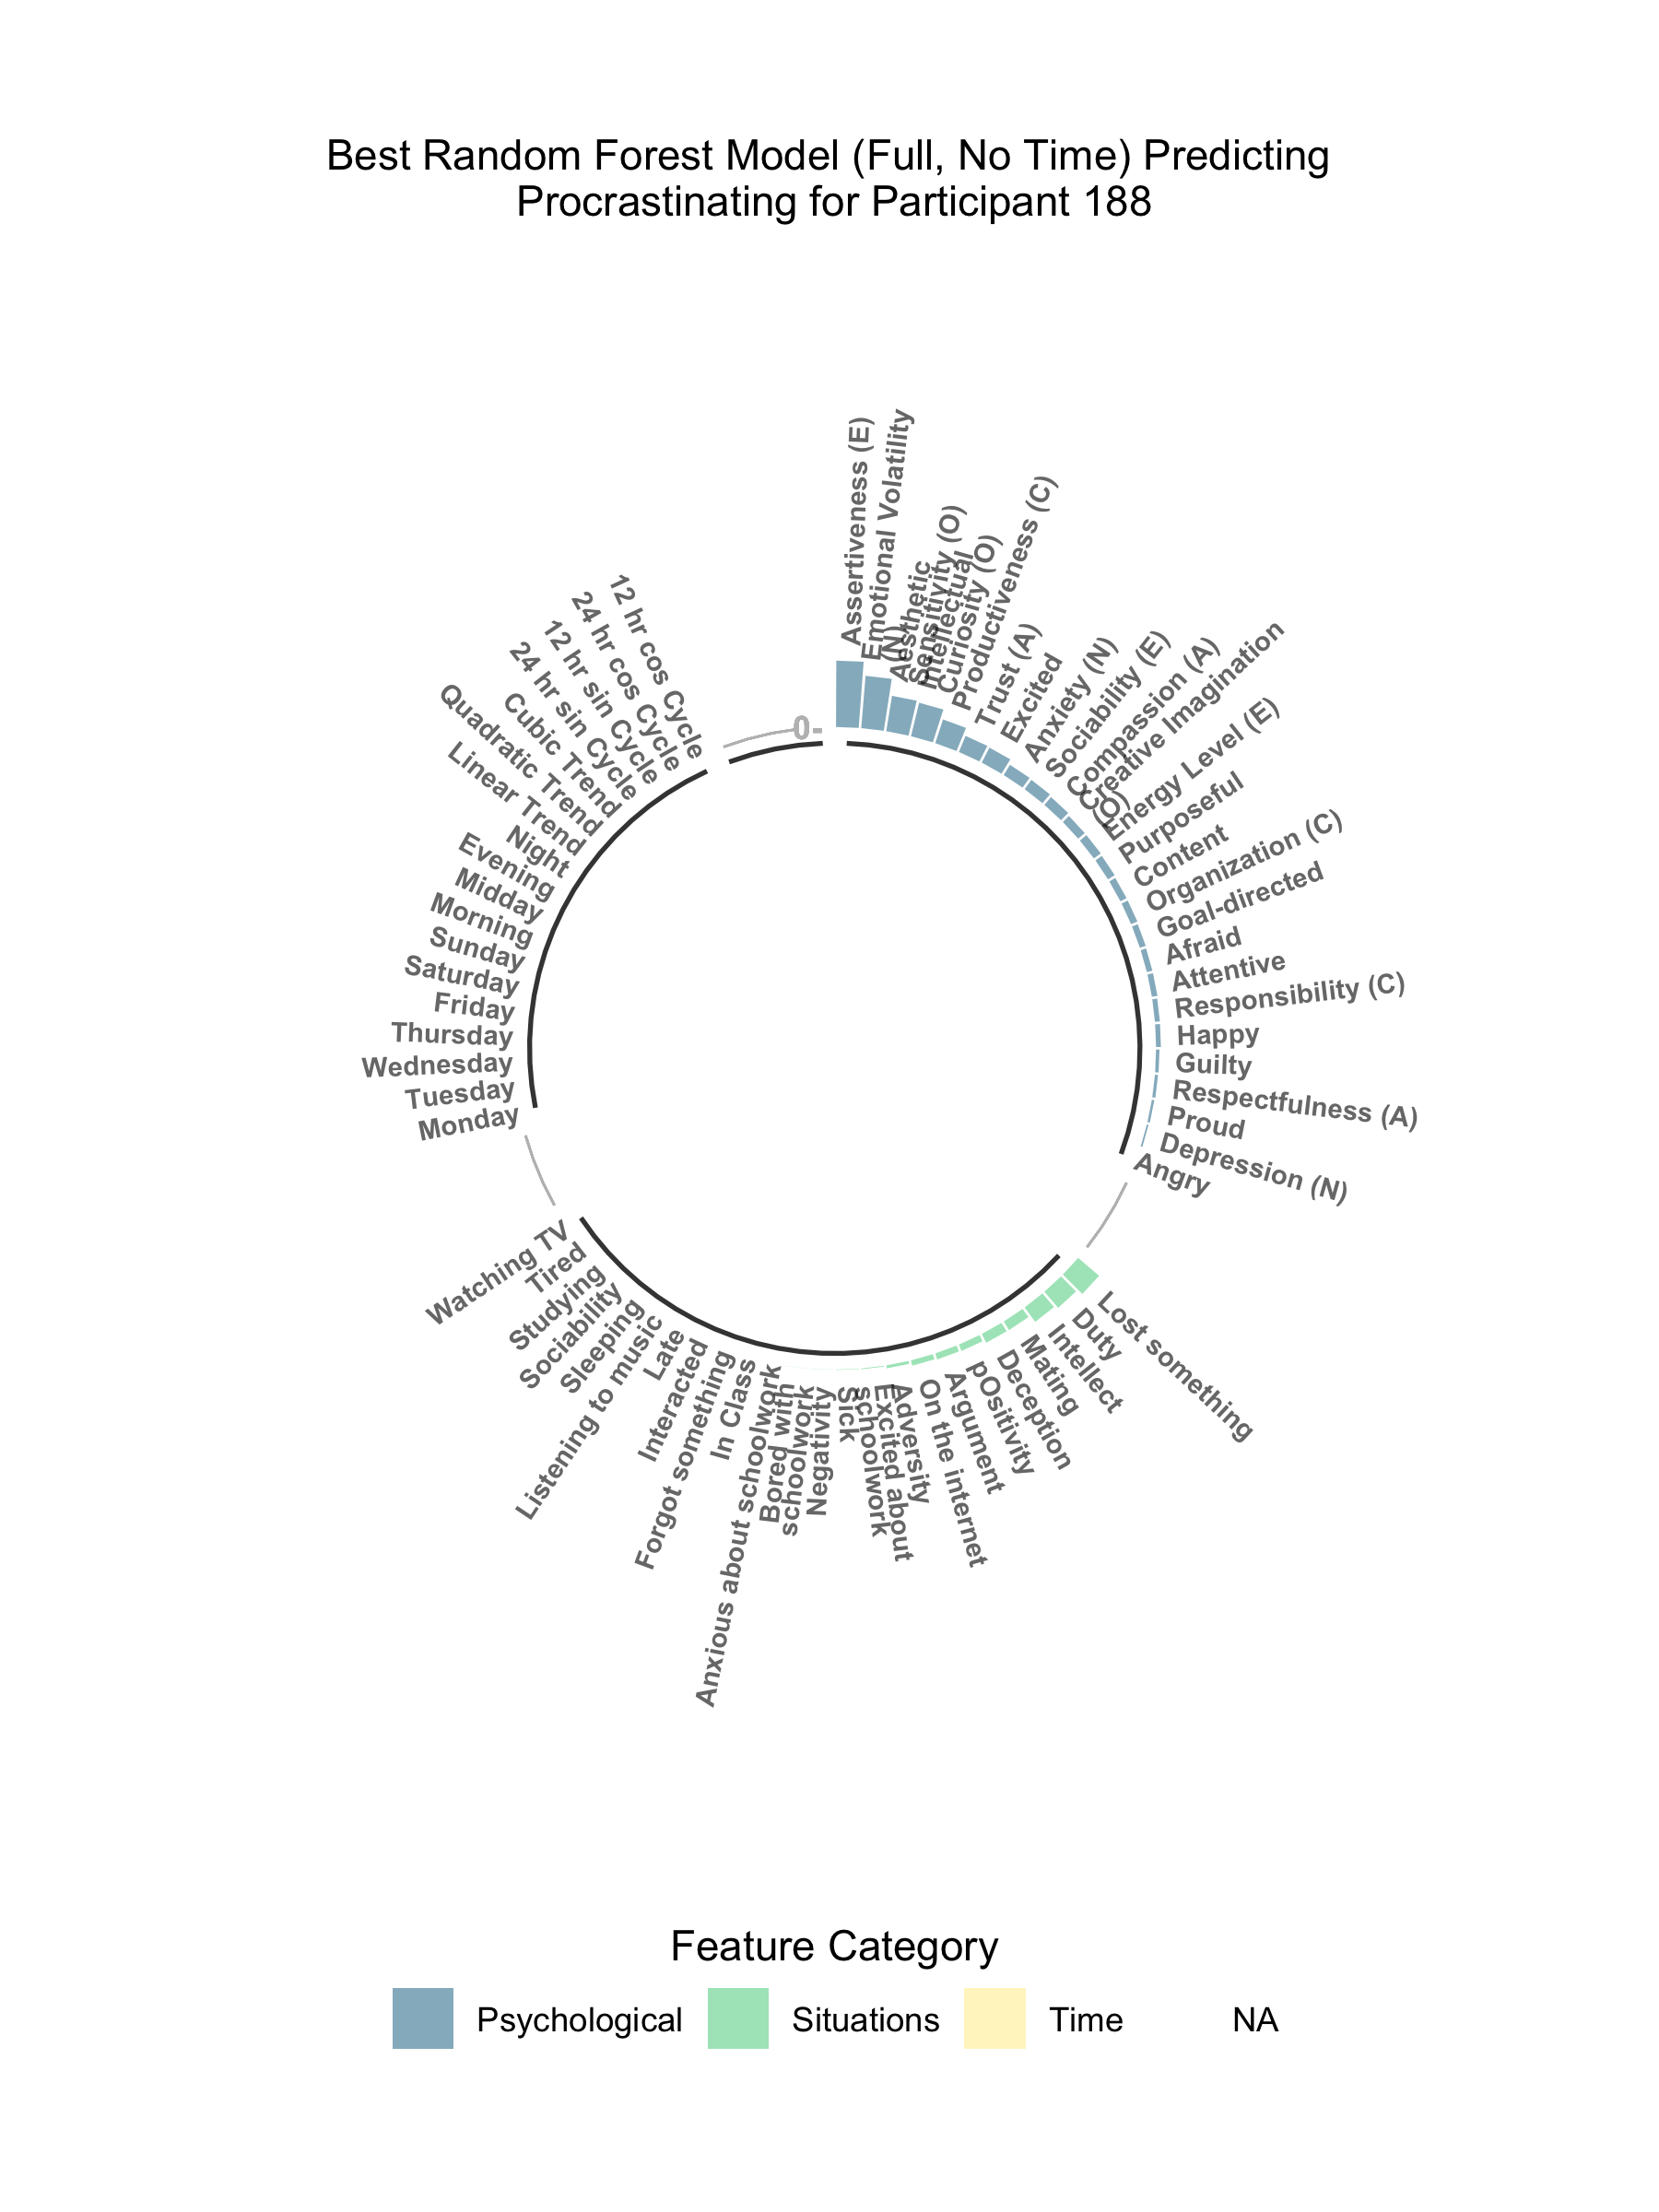 Best Random Forest Model (Full, No Time) Predicting
Procrastinating for Participant 188
0-
Assertiveness (E)
Emotional Volatility
(N)
Aesthetic
Sensitivity (O)
Intellectual
Curiosity (O)
Productiveness (C)
Trust (A)
Excited
Anxiety (N)
Sociability (E)
Compassion (A)
Creative Imagination
(O)
Energy Level (E)
Purposeful
Content
Organization (C)
Goal-directed
Afraid
Attentive
Responsibility (C)
Happy
Guilty
Respectfulness (A)
Proud
Depression (N)
Angry
Lost something
Duty
Intellect
Mating
Deception
pOsitivity
Argument
On the internet
Adversity
Excited about
schoolwork
Sick
Negativity
Bored with
schoolwork
Anxious about schoolwork
In Class
Forgot something
Interacted
Late
Listening to music
Sleeping
Sociability
Studying
Tired
Watching TV
Monday
Tuesday
Wednesday
Thursday
Friday
Saturday
Sunday
Morning
Midday
Evening
Night
Linear Trend
Quadratic Trend
Cubic Trend
24 hr sin Cycle
12 hr sin Cycle
24 hr cos Cycle
12 hr cos Cycle
Feature Category
Psychological
Situations
Time
NA